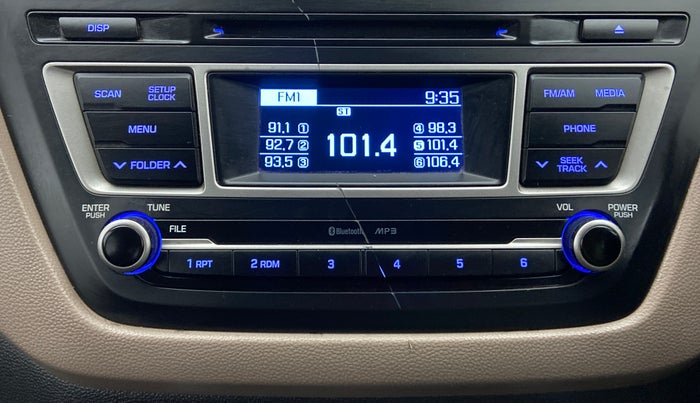 DISP
SCAN
SETUP CLOCK
FM1
9:35
FM/AM
MEDIA
ST
MENU
91.1 1
92.7 2
93.5 3
101.4
4 98.3
5 101.4
6 106.4
PHONE
FOLDER
SEEK TRACK
ENTER PUSH
TUNE
VOL
POWER PUSH
FILE
Bluetooth
MP3
1 RPT
2 RDM
3
4
5
6